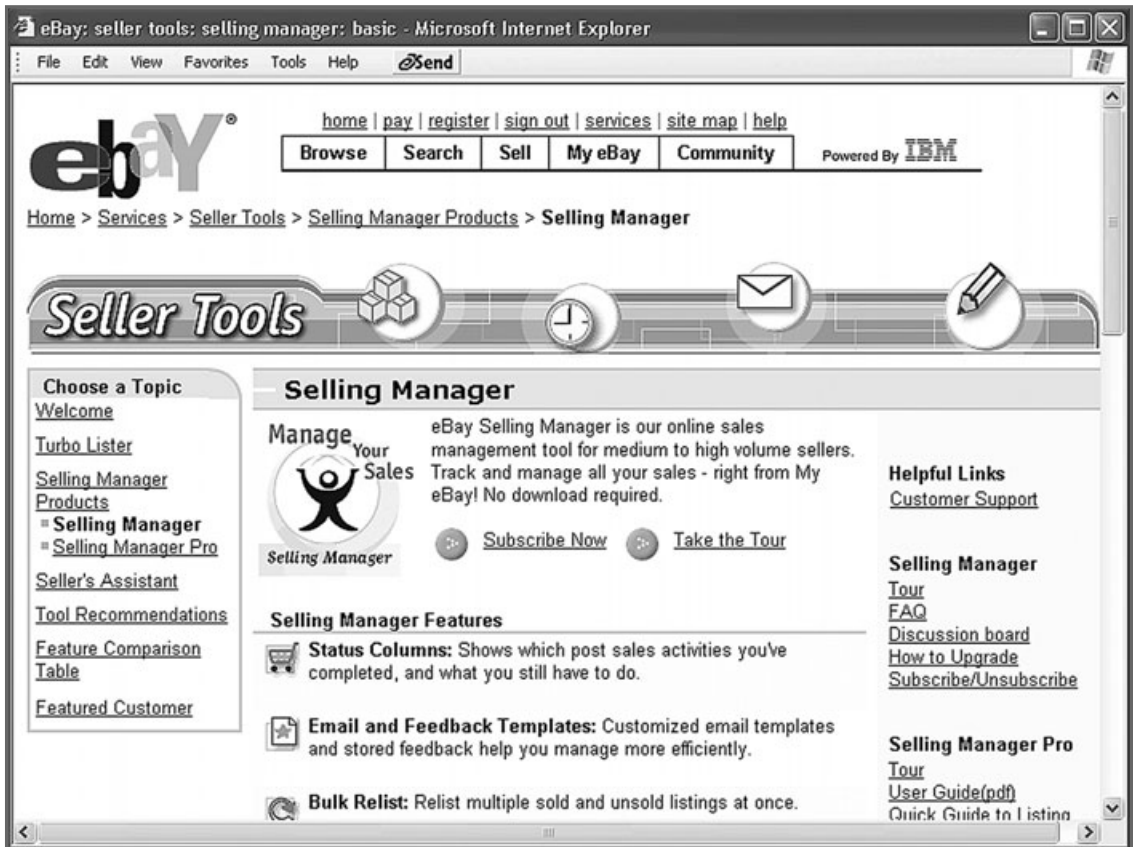 eBay: seller tools: selling manager: basic - Microsoft Internet Explorer
File Edit View Favorites Tools Help Send
ebaY®
home | pay | register | sign out | services | site map | help
Browse Search Sell My eBay Community
Powered By IBM
Home > Services > Seller Tools > Selling Manager Products > Selling Manager
Seller Tools
Choose a Topic
Welcome
Turbo Lister
Selling Manager
Products
Selling Manager
Selling Manager Pro
Seller's Assistant
Tool Recommendations
Feature Comparison
Table
Featured Customer
Selling Manager
Manage
Your
Sales
Selling Manager
eBay Selling Manager is our online sales
management tool for medium to high volume sellers.
Track and manage all your sales - right from My
eBay! No download required.
Subscribe Now Take the Tour
Selling Manager Features
Status Columns: Shows which post sales activities you've
completed, and what you still have to do.
Email and Feedback Templates: Customized email templates
and stored feedback help you manage more efficiently.
Bulk Relist: Relist multiple sold and unsold listings at once.
Helpful Links
Customer Support
Selling Manager
Tour
FAQ
Discussion board
How to Upgrade
Subscribe/Unsubscribe
Selling Manager Pro
Tour
User Guide(pdf)
Quick Guide to Listing